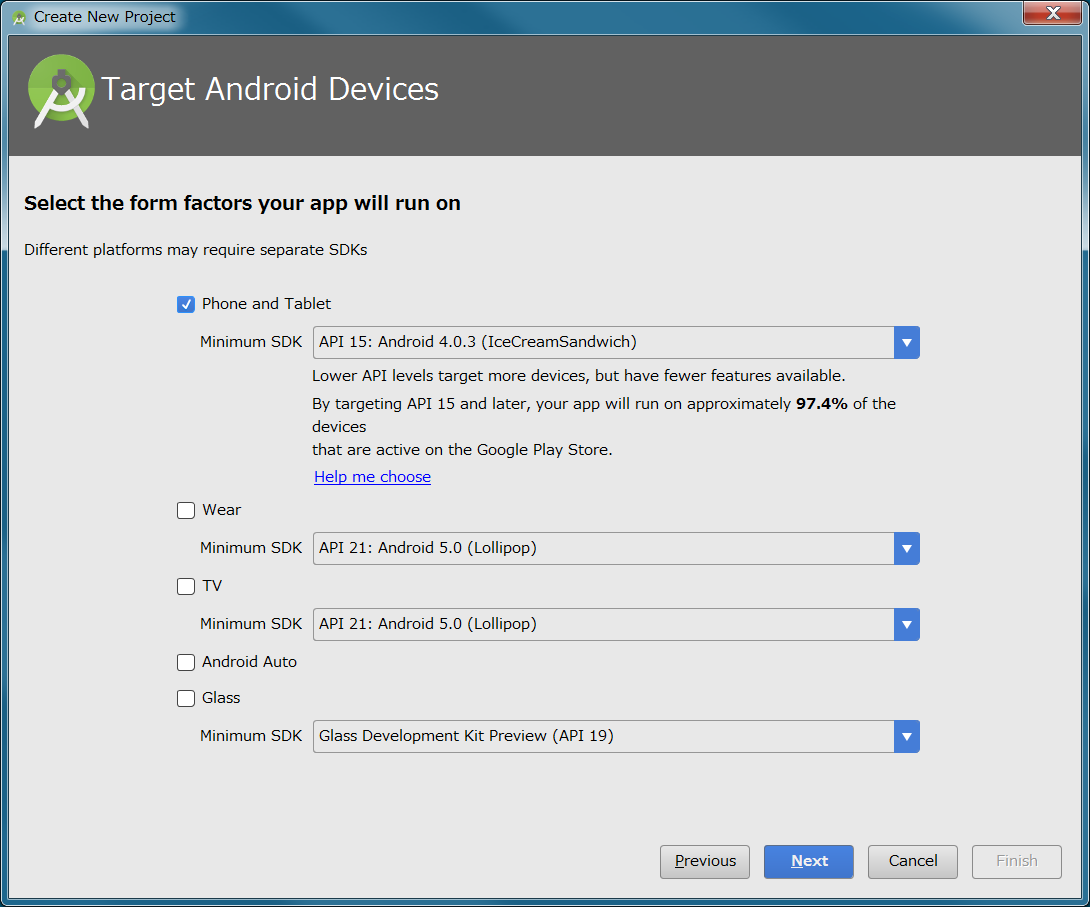 Create New Project
Target Android Devices
Select the form factors your app will run on
Different platforms may require separate SDKs
Phone and Tablet
Minimum SDK API 15: Android 4.0.3 (IceCreamSandwich)
Lower API levels target more devices, but have fewer features available.
By targeting API 15 and later, your app will run on approximately 97.4% of the
devices
that are active on the Google Play Store.
Help me choose
Wear
Minimum SDK API 21: Android 5.0 (Lollipop)
TV
Minimum SDK API 21: Android 5.0 (Lollipop)
Android Auto
Glass
Minimum SDK Glass Development Kit Preview (API 19)
Previous Next Cancel Finish